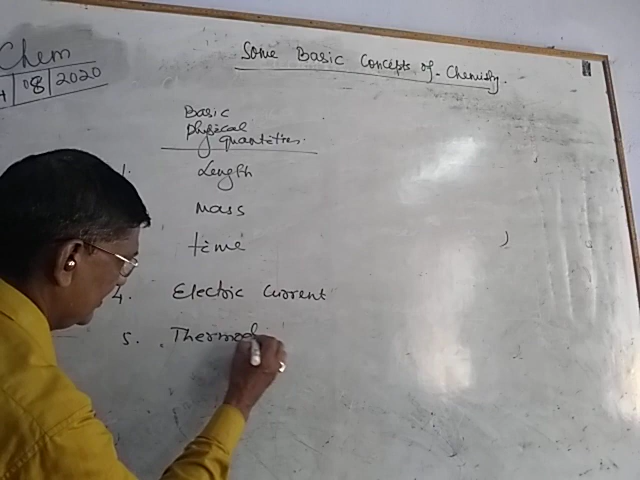 Chem
08 2020
Some Basic Concepts of Chemistry.
Basic
physical
quantities.
1.
Length
Mass
time
4. Electric Current
5. Thermod